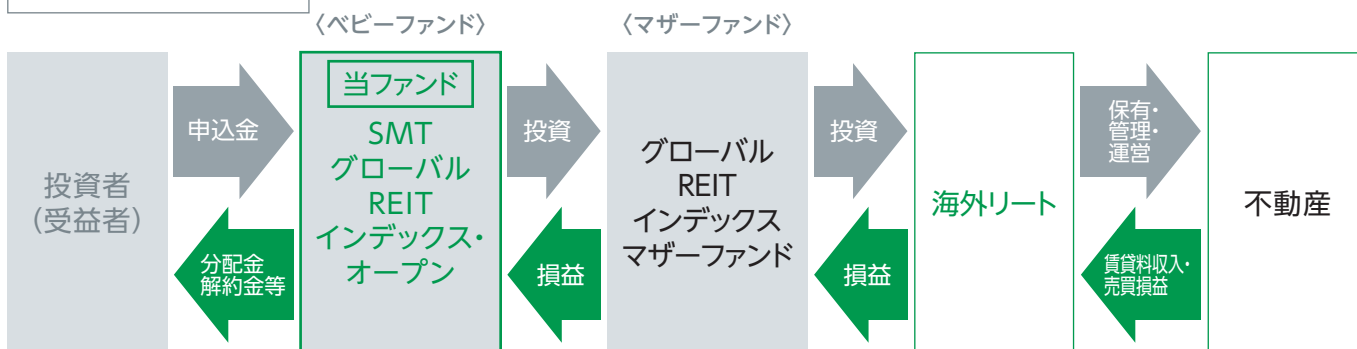 〈ベビーファンド〉
〈マザーファンド〉
投資者
（受益者）
申込金
分配金
解約金等
当ファンド
SMT
グローバル
REIT
インデックス・
オープン
投資
損益
グローバル
REIT
インデックス
マザーファンド
投資
損益
海外リート
保有・
管理・
運営
賃貸料収入・
売買損益
不動産